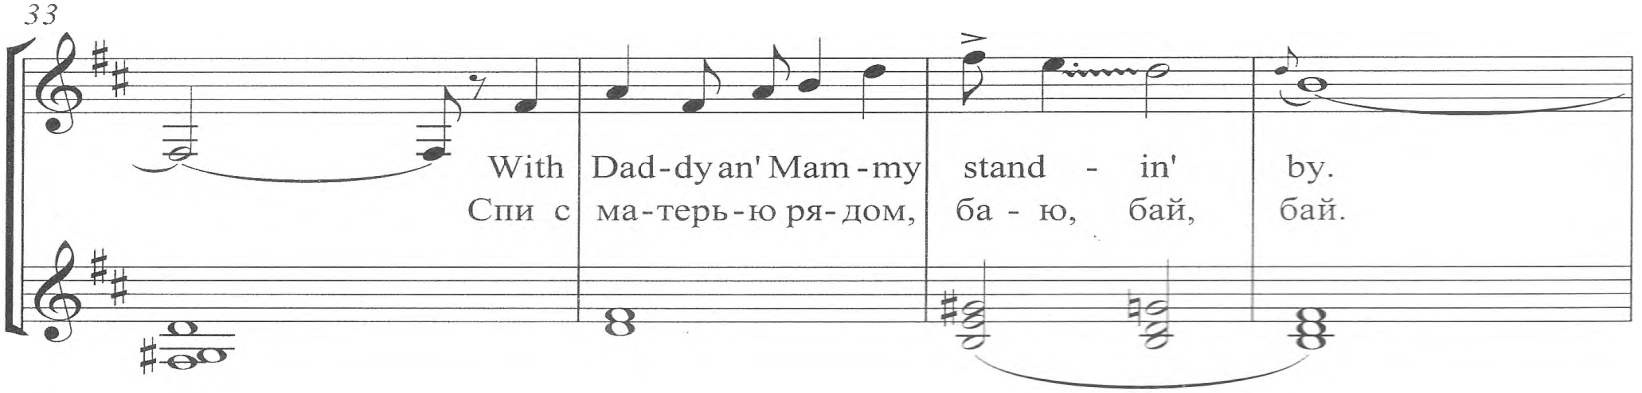 33
With Dad-dy an' Mam-my stand - in' by.
Спи с ма-терь-ю ря-дом, ба - ю, бай, бай.